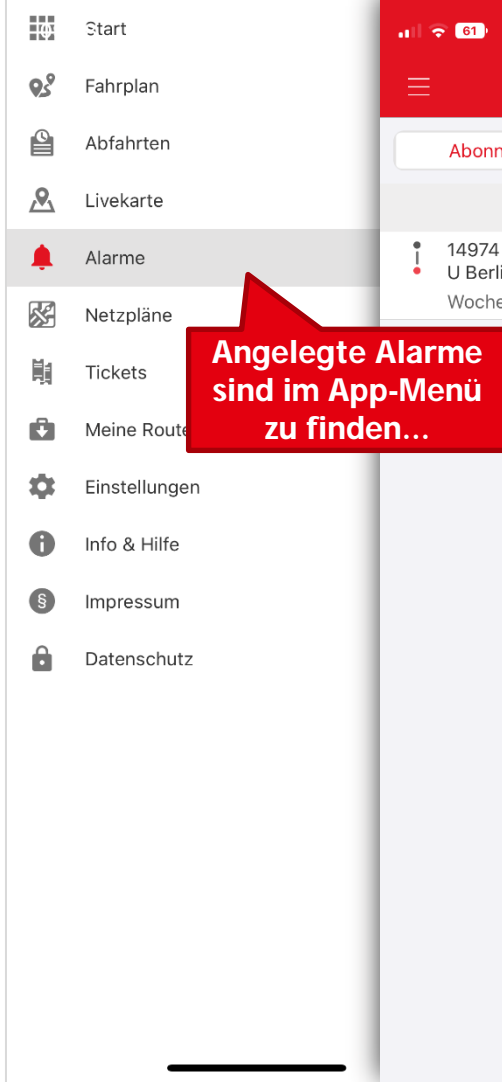 Start
61
Fahrplan
Abfahrten
Abonn
Livekarte
Alarme
14974
U Berli
Woche
Netzpläne
Angelegte Alarme
sind im App-Menü
zu finden...
Tickets
Meine Route
Einstellungen
Info & Hilfe
§ Impressum
Datenschutz